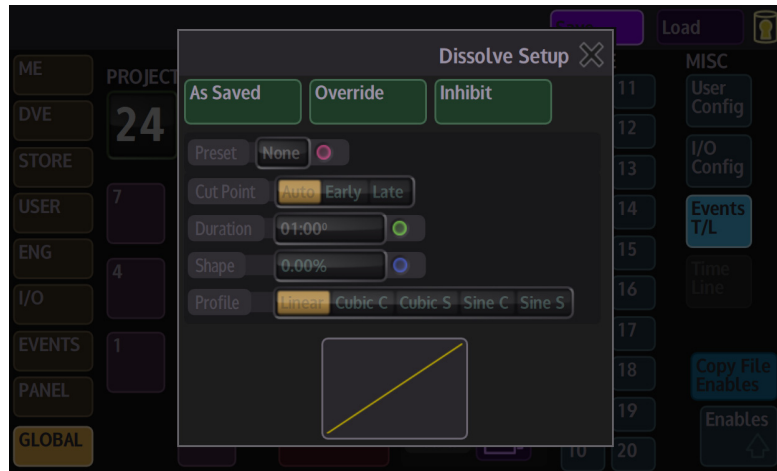 Save
Load
Dissolve Setup
ME
PROJECT
MISC
As Saved
Override
Inhibit
11
User
Config
DVE
24
12
STORE
Preset
None
13
I/O
Config
USER
7
Cut Point
Auto Early Late
14
Events
T/L
Duration
01:00⁰
ENG
4
Shape
0.00%
15
Time
Line
I/O
Profile
Linear Cubic C Cubic S Sine C Sine S
16
EVENTS
1
17
PANEL
18
Copy File
Enables
19
Enables
GLOBAL
10
20